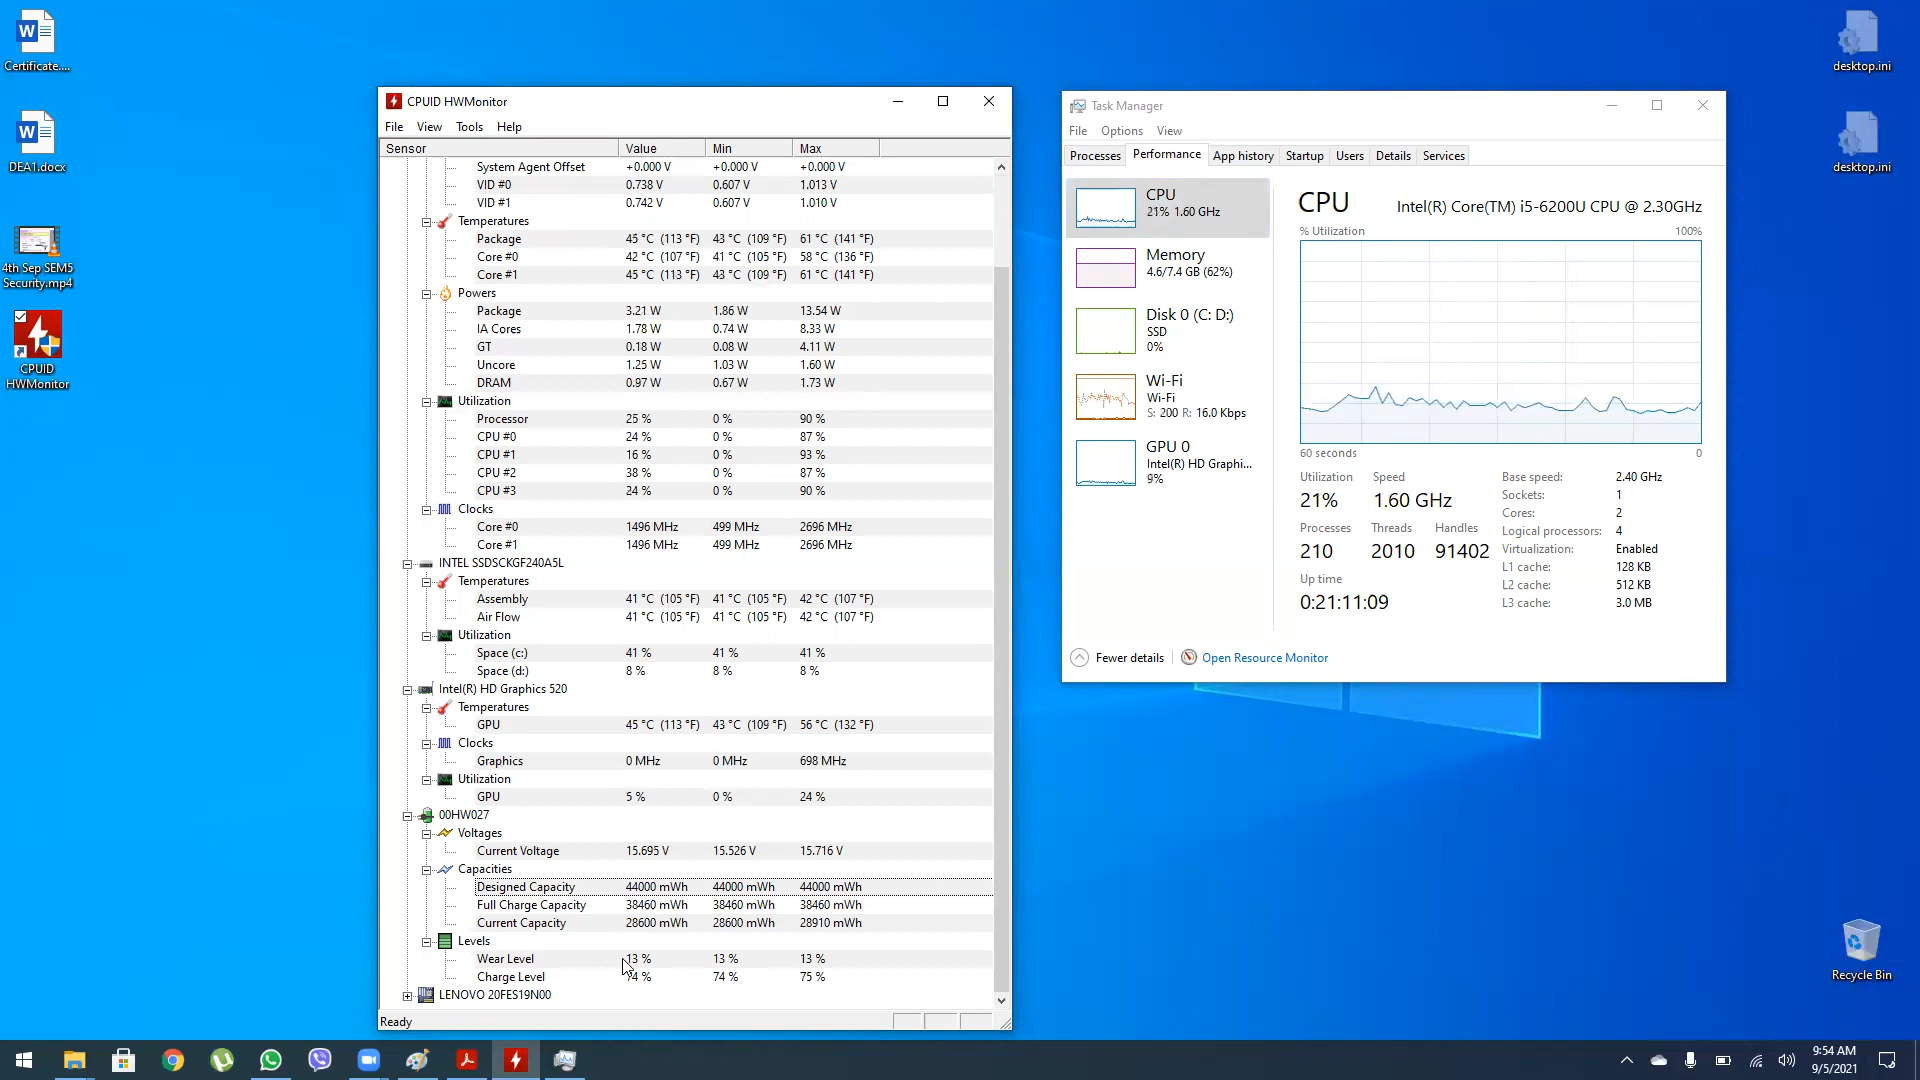 Certificate....
DEA1.docx
4th Sep SEM5
Security.mp4
CPUID
HWMonitor
CPUID HWMonitor
File View Tools Help
Sensor Value Min Max
System Agent Offset +0.000 V +0.000 V +0.000 V
VID #0 0.738 V 0.607 V 1.013 V
VID #1 0.742 V 0.607 V 1.010 V
Temperatures
Package 45 °C (113 °F) 43 °C (109 °F) 61 °C (141 °F)
Core #0 42 °C (107 °F) 41 °C (105 °F) 58 °C (136 °F)
Core #1 45 °C (113 °F) 43 °C (109 °F) 61 °C (141 °F)
Powers
Package 3.21 W 1.86 W 13.54 W
IA Cores 1.78 W 0.74 W 8.33 W
GT 0.18 W 0.08 W 4.11 W
Uncore 1.25 W 1.03 W 1.60 W
DRAM 0.97 W 0.67 W 1.73 W
Utilization
Processor 25 % 0 % 90 %
CPU #0 24 % 0 % 87 %
CPU #1 16 % 0 % 93 %
CPU #2 38 % 0 % 87 %
CPU #3 24 % 0 % 90 %
Clocks
Core #0 1496 MHz 499 MHz 2696 MHz
Core #1 1496 MHz 499 MHz 2696 MHz
INTEL SSDSCKGF240A5L
Temperatures
Assembly 41 °C (105 °F) 41 °C (105 °F) 42 °C (107 °F)
Air Flow 41 °C (105 °F) 41 °C (105 °F) 42 °C (107 °F)
Utilization
Space (c:) 41 % 41 % 41 %
Space (d:) 8 % 8 % 8 %
Intel(R) HD Graphics 520
Temperatures
GPU 45 °C (113 °F) 43 °C (109 °F) 56 °C (132 °F)
Clocks
Graphics 0 MHz 0 MHz 698 MHz
Utilization
GPU 5 % 0 % 24 %
00HW027
Voltages
Current Voltage 15.695 V 15.526 V 15.716 V
Capacities
Designed Capacity 44000 mWh 44000 mWh 44000 mWh
Full Charge Capacity 38460 mWh 38460 mWh 38460 mWh
Current Capacity 28600 mWh 28600 mWh 28910 mWh
Levels
Wear Level 13 % 13 % 13 %
Charge Level 74 % 74 % 75 %
LENOVO 20FES19N00
Ready
Task Manager
File Options View
Processes Performance App history Startup Users Details Services
CPU
21% 1.60 GHz
Memory
4.6/7.4 GB (62%)
Disk 0 (C: D:)
SSD
0%
Wi-Fi
Wi-Fi
S: 200 R: 16.0 Kbps
GPU 0
Intel(R) HD Graphi...
9%
CPU Intel(R) Core(TM) i5-6200U CPU @ 2.30GHz
% Utilization 100%
60 seconds 0
Utilization Speed
21% 1.60 GHz
Processes Threads Handles
210 2010 91402
Up time
0:21:11:09
Base speed: 2.40 GHz
Sockets: 1
Cores: 2
Logical processors: 4
Virtualization: Enabled
L1 cache: 128 KB
L2 cache: 512 KB
L3 cache: 3.0 MB
Fewer details Open Resource Monitor
desktop.ini
desktop.ini
Recycle Bin
9:54 AM
9/5/2021